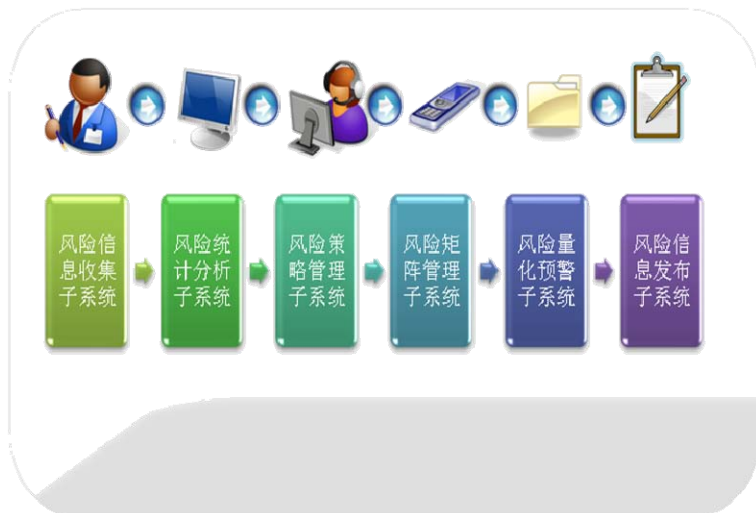 风险信
息收集
子系统
风险统
计分析
子系统
风险策
略管理
子系统
风险矩
阵管理
子系统
风险量
化预警
子系统
风险信
息发布
子系统